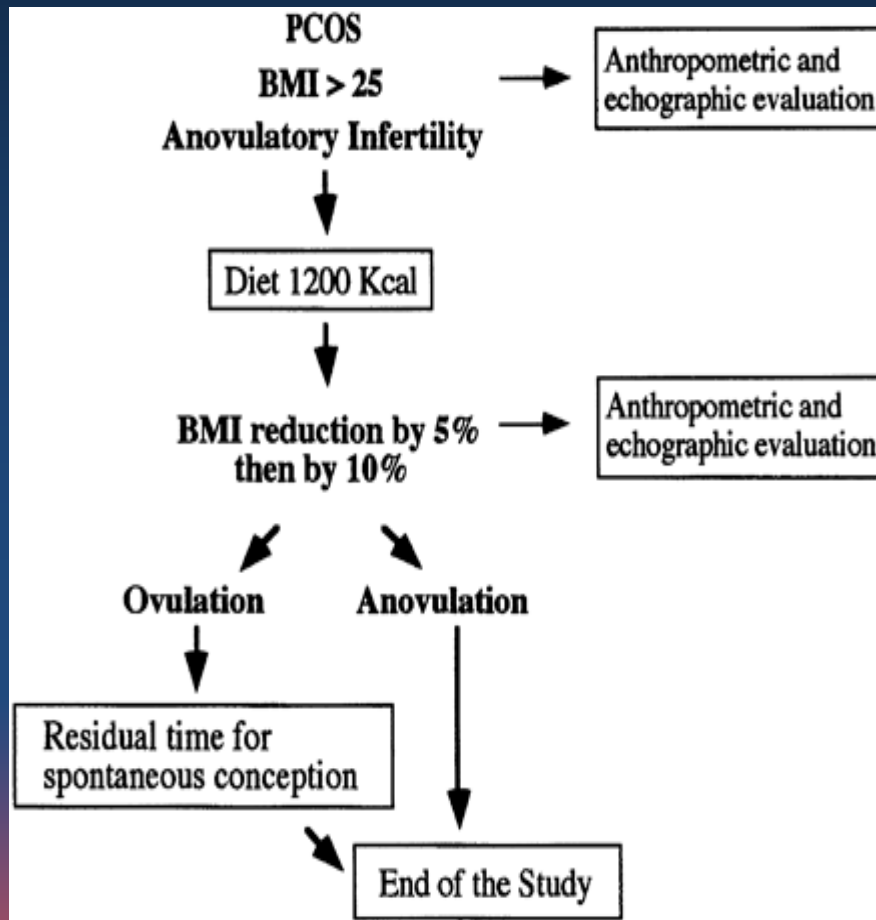 PCOS
BMI > 25
Anovulatory Infertility
Anthropometric and
echographic evaluation
Diet 1200 Kcal
BMI reduction by 5%
then by 10%
Anthropometric and
echographic evaluation
Ovulation
Anovulation
Residual time for
spontaneous conception
End of the Study